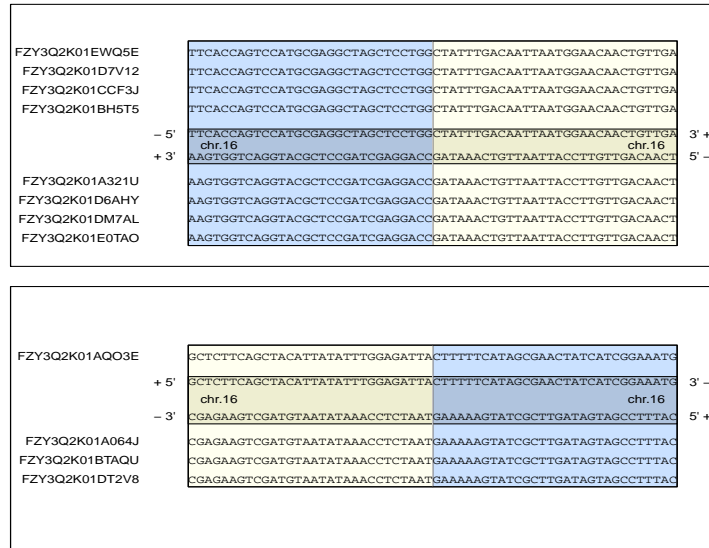 FZY3Q2K01EWQ5E TTCACCAGTCCATGCGAGGCTAGCTCCTGGCTATTTGACAATTAATGGAACAACTGTTGA
FZY3Q2K01D7V12 TTCACCAGTCCATGCGAGGCTAGCTCCTGGCTATTTGACAATTAATGGAACAACTGTTGA
FZY3Q2K01CCF3J TTCACCAGTCCATGCGAGGCTAGCTCCTGGCTATTTGACAATTAATGGAACAACTGTTGA
FZY3Q2K01BH5T5 TTCACCAGTCCATGCGAGGCTAGCTCCTGGCTATTTGACAATTAATGGAACAACTGTTGA
– 5' TTCACCAGTCCATGCGAGGCTAGCTCCTGGCTATTTGACAATTAATGGAACAACTGTTGA 3' +
chr.16 chr.16
+ 3' AAGTGGTCAGGTACGCTCCGATCGAGGACCGATAAACTGTTAATTACCTTGTTGACAACT 5' –
FZY3Q2K01A321U AAGTGGTCAGGTACGCTCCGATCGAGGACCGATAAACTGTTAATTACCTTGTTGACAACT
FZY3Q2K01D6AHY AAGTGGTCAGGTACGCTCCGATCGAGGACCGATAAACTGTTAATTACCTTGTTGACAACT
FZY3Q2K01DM7AL AAGTGGTCAGGTACGCTCCGATCGAGGACCGATAAACTGTTAATTACCTTGTTGACAACT
FZY3Q2K01E0TAO AAGTGGTCAGGTACGCTCCGATCGAGGACCGATAAACTGTTAATTACCTTGTTGACAACT
FZY3Q2K01AQO3E GCTCTTCAGCTACATTATATTTGGAGATTACTTTTTCATAGCGAACTATCATCGGAAATG
+ 5' GCTCTTCAGCTACATTATATTTGGAGATTACTTTTTCATAGCGAACTATCATCGGAAATG 3' –
chr.16 chr.16
– 3' CGAGAAGTCGATGTAATATAAACCTCTAATGAAAAAGTATCGCTTGATAGTAGCCTTTAC 5' +
FZY3Q2K01A064J CGAGAAGTCGATGTAATATAAACCTCTAATGAAAAAGTATCGCTTGATAGTAGCCTTTAC
FZY3Q2K01BTAQU CGAGAAGTCGATGTAATATAAACCTCTAATGAAAAAGTATCGCTTGATAGTAGCCTTTAC
FZY3Q2K01DT2V8 CGAGAAGTCGATGTAATATAAACCTCTAATGAAAAAGTATCGCTTGATAGTAGCCTTTAC